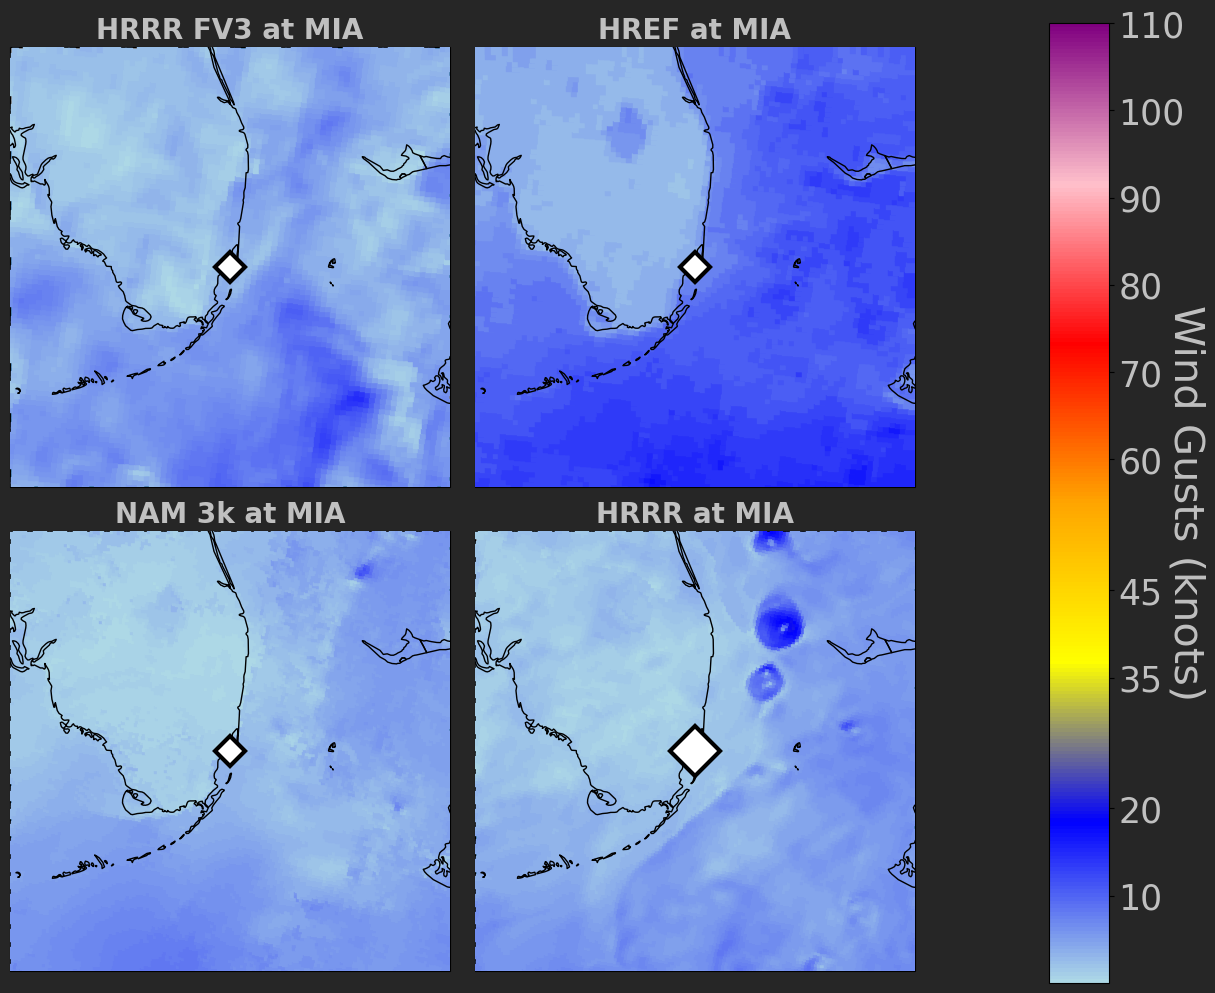 HRRR FV3 at MIA
HREF at MIA
NAM 3k at MIA
HRRR at MIA
110
100
90
80
70
60
45
35
20
10
Wind Gusts (knots)